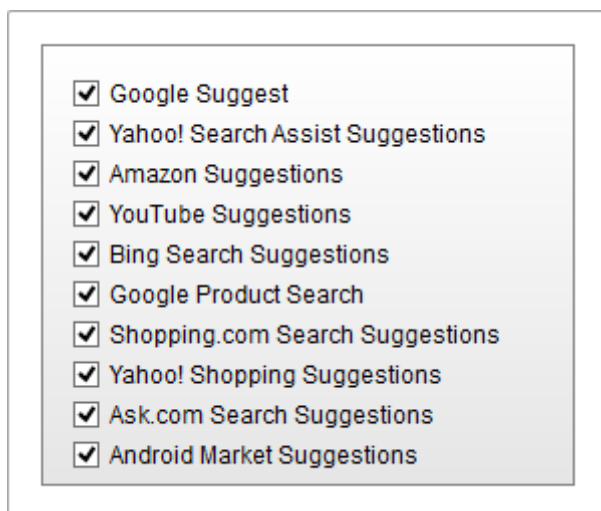 Google Suggest
Yahoo! Search Assist Suggestions
Amazon Suggestions
YouTube Suggestions
Bing Search Suggestions
Google Product Search
Shopping.com Search Suggestions
Yahoo! Shopping Suggestions
Ask.com Search Suggestions
Android Market Suggestions